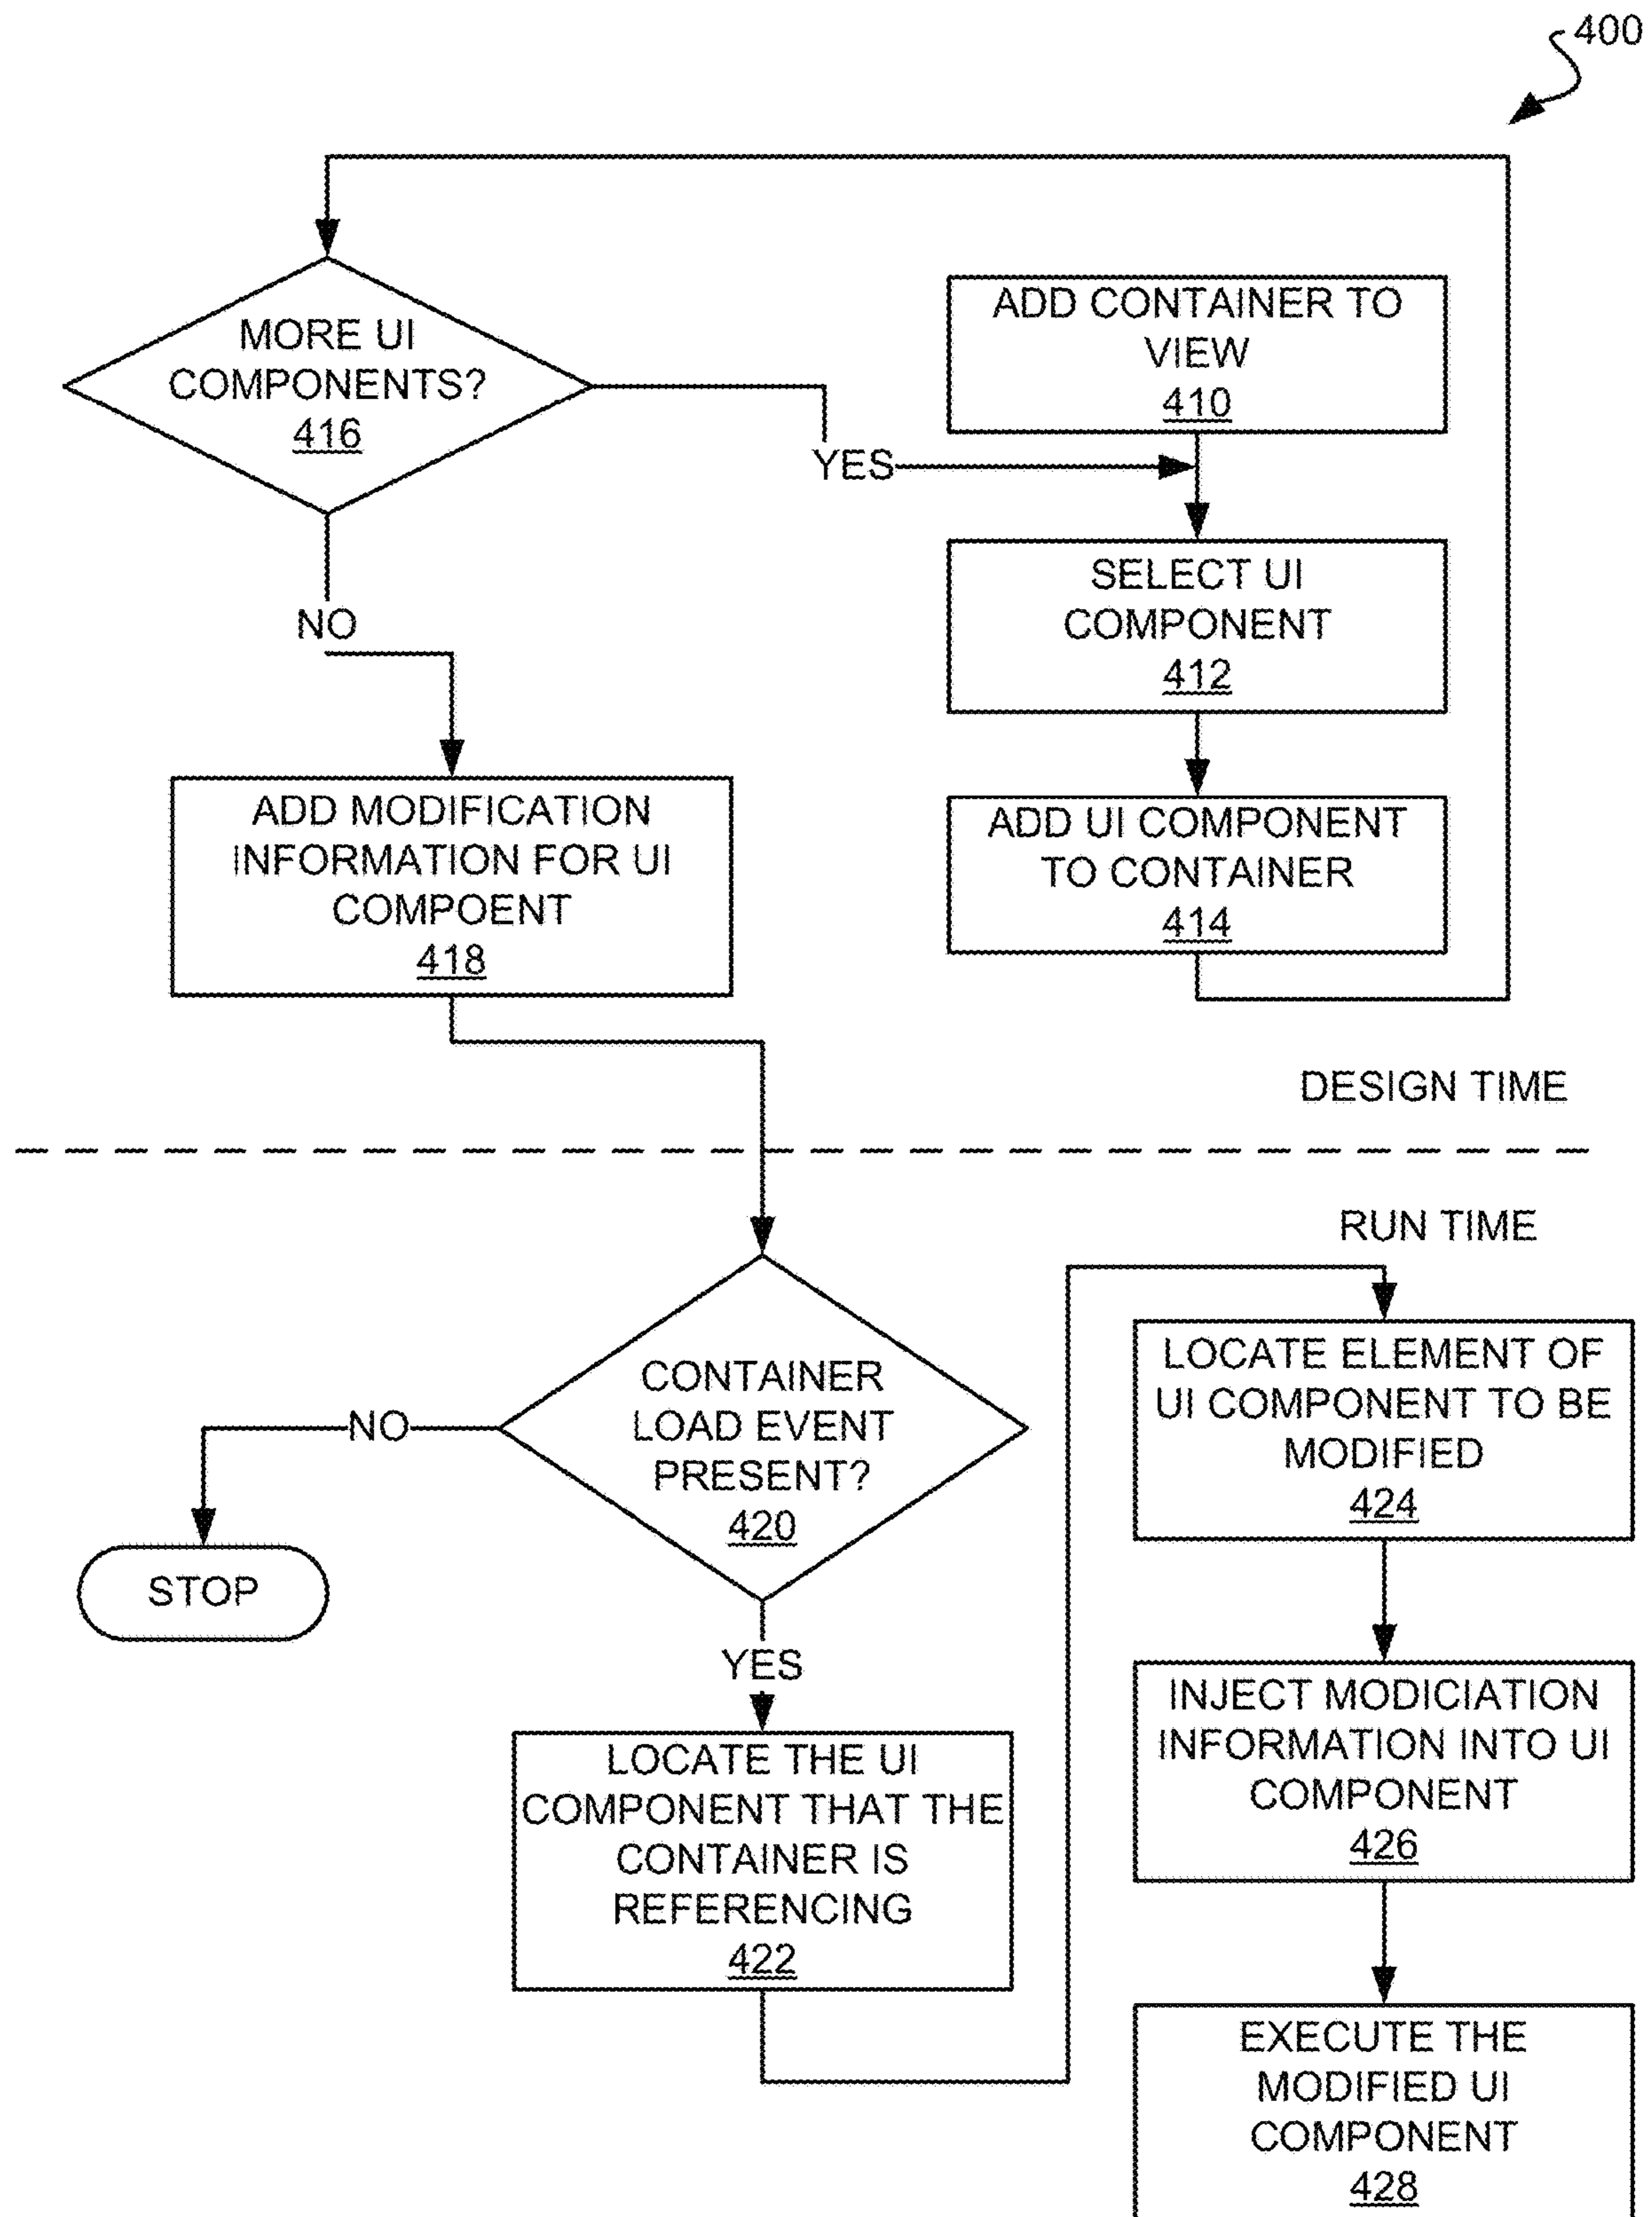 400
MORE UI
COMPONENTS?
416
ADD CONTAINER TO
VIEW
410
YES
SELECT UI
COMPONENT
412
NO
ADD UI COMPONENT
TO CONTAINER
414
ADD MODIFICATION
INFORMATION FOR UI
COMPOENT
418
DESIGN TIME
RUN TIME
CONTAINER
LOAD EVENT
PRESENT?
420
NO
STOP
YES
LOCATE THE UI
COMPONENT THAT THE
CONTAINER IS
REFERENCING
422
LOCATE ELEMENT OF
UI COMPONENT TO BE
MODIFIED
424
INJECT MODICIATION
INFORMATION INTO UI
COMPONENT
426
EXECUTE THE
MODIFIED UI
COMPONENT
428